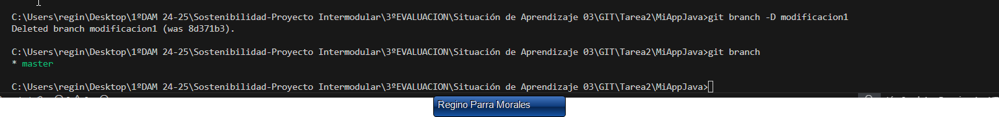 C:\Users\regin\Desktop\1ºDAM 24-25\Sostenibilidad-Proyecto Intermodular\3ºEVALUACION\Situación de Aprendizaje 03\GIT\Tarea2\MiAppJava>git branch -D modificacion1
Deleted branch modificacion1 (was 8d371b3).
C:\Users\regin\Desktop\1ºDAM 24-25\Sostenibilidad-Proyecto Intermodular\3ºEVALUACION\Situación de Aprendizaje 03\GIT\Tarea2\MiAppJava>git branch
* master
C:\Users\regin\Desktop\1ºDAM 24-25\Sostenibilidad-Proyecto Intermodular\3ºEVALUACION\Situación de Aprendizaje 03\GIT\Tarea2\MiAppJava>
Regino Parra Morales